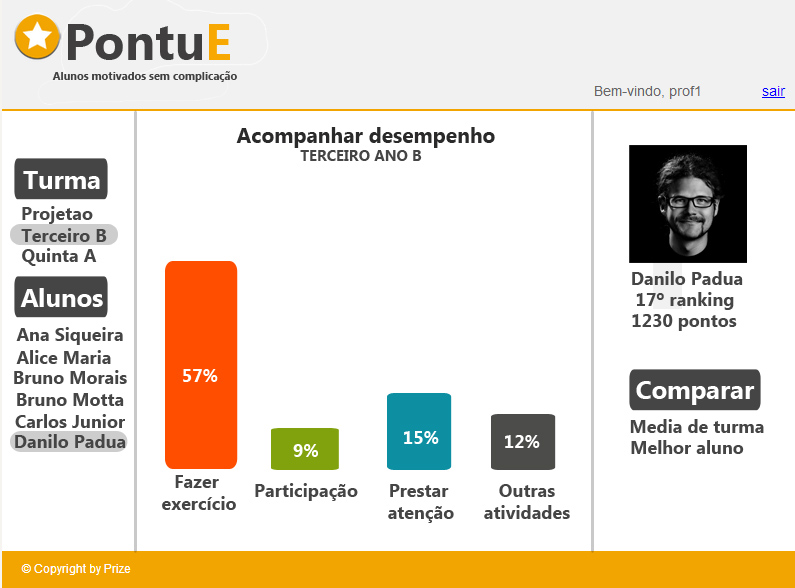 PontuE
Alunos motivados sem complicação
Bem-vindo, prof1
sair
Turma
Projetao
Terceiro B
Quinta A
Alunos
Ana Siqueira
Alice Maria
Bruno Morais
Bruno Motta
Carlos Junior
Danilo Padua
Acompanhar desempenho
TERCEIRO ANO B
57%
9%
15%
12%
Fazer
exercício
Participação
Prestar
atenção
Outras
atividades
Danilo Padua
17º ranking
1230 pontos
Comparar
Media de turma
Melhor aluno
© Copyright by Prize